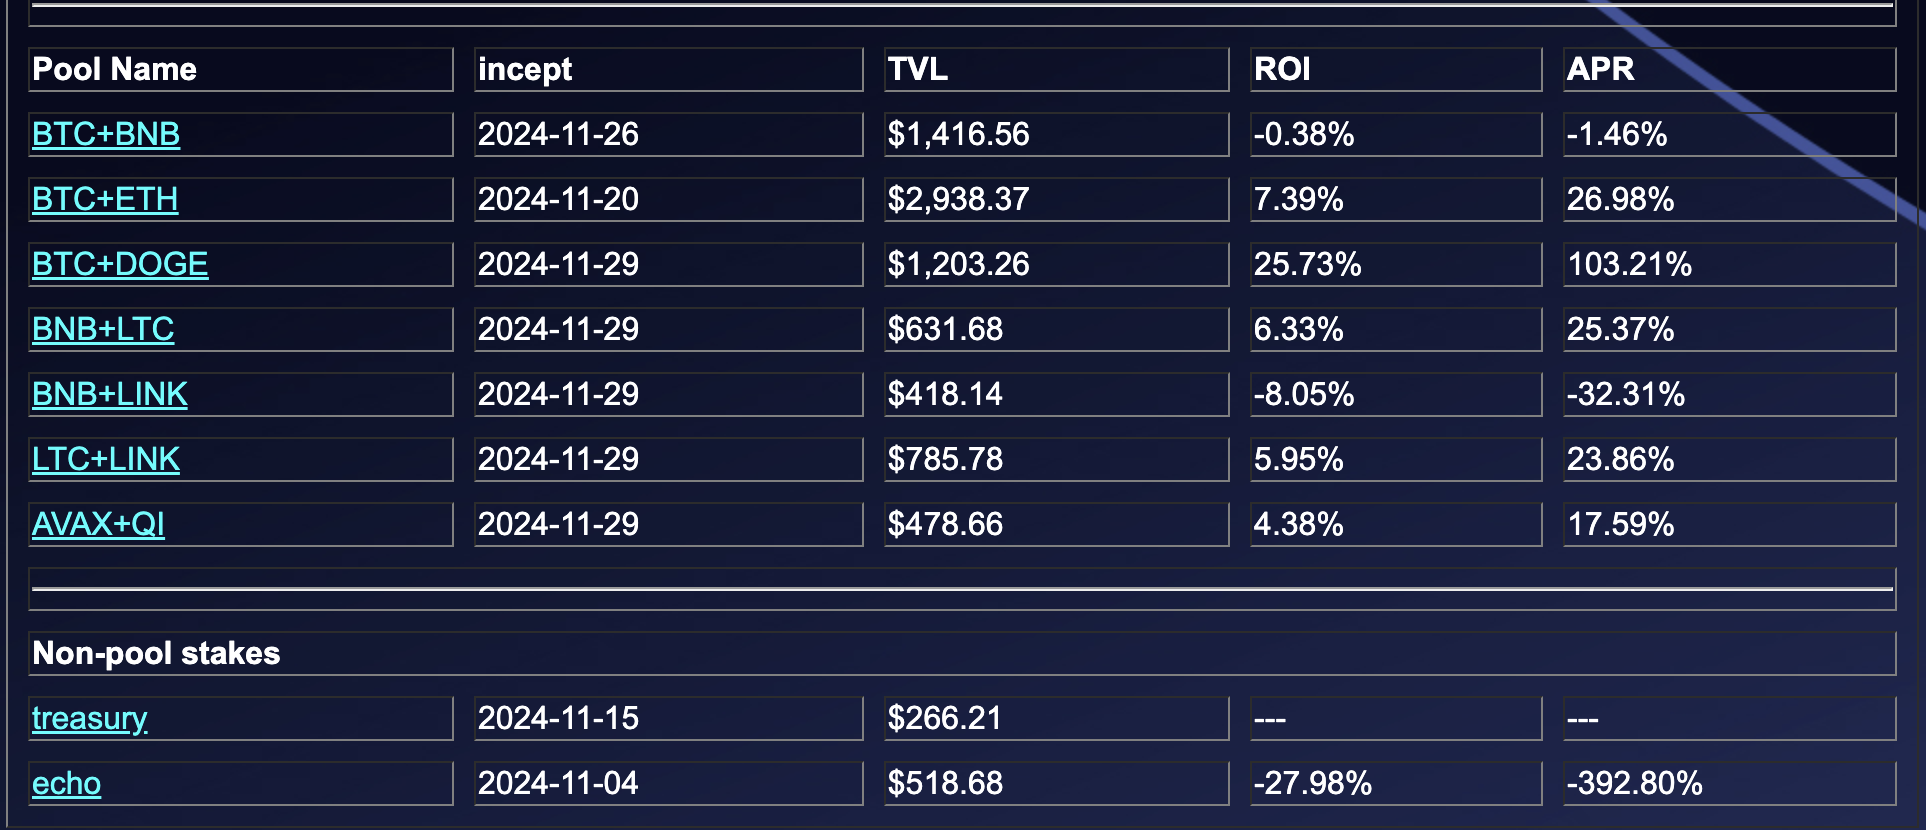 Pool Name incept TVL ROI APR
BTC+BNB 2024-11-26 $1,416.56 -0.38% -1.46%
BTC+ETH 2024-11-20 $2,938.37 7.39% 26.98%
BTC+DOGE 2024-11-29 $1,203.26 25.73% 103.21%
BNB+LTC 2024-11-29 $631.68 6.33% 25.37%
BNB+LINK 2024-11-29 $418.14 -8.05% -32.31%
LTC+LINK 2024-11-29 $785.78 5.95% 23.86%
AVAX+QI 2024-11-29 $478.66 4.38% 17.59%
Non-pool stakes
treasury 2024-11-15 $266.21 --- ---
echo 2024-11-04 $518.68 -27.98% -392.80%